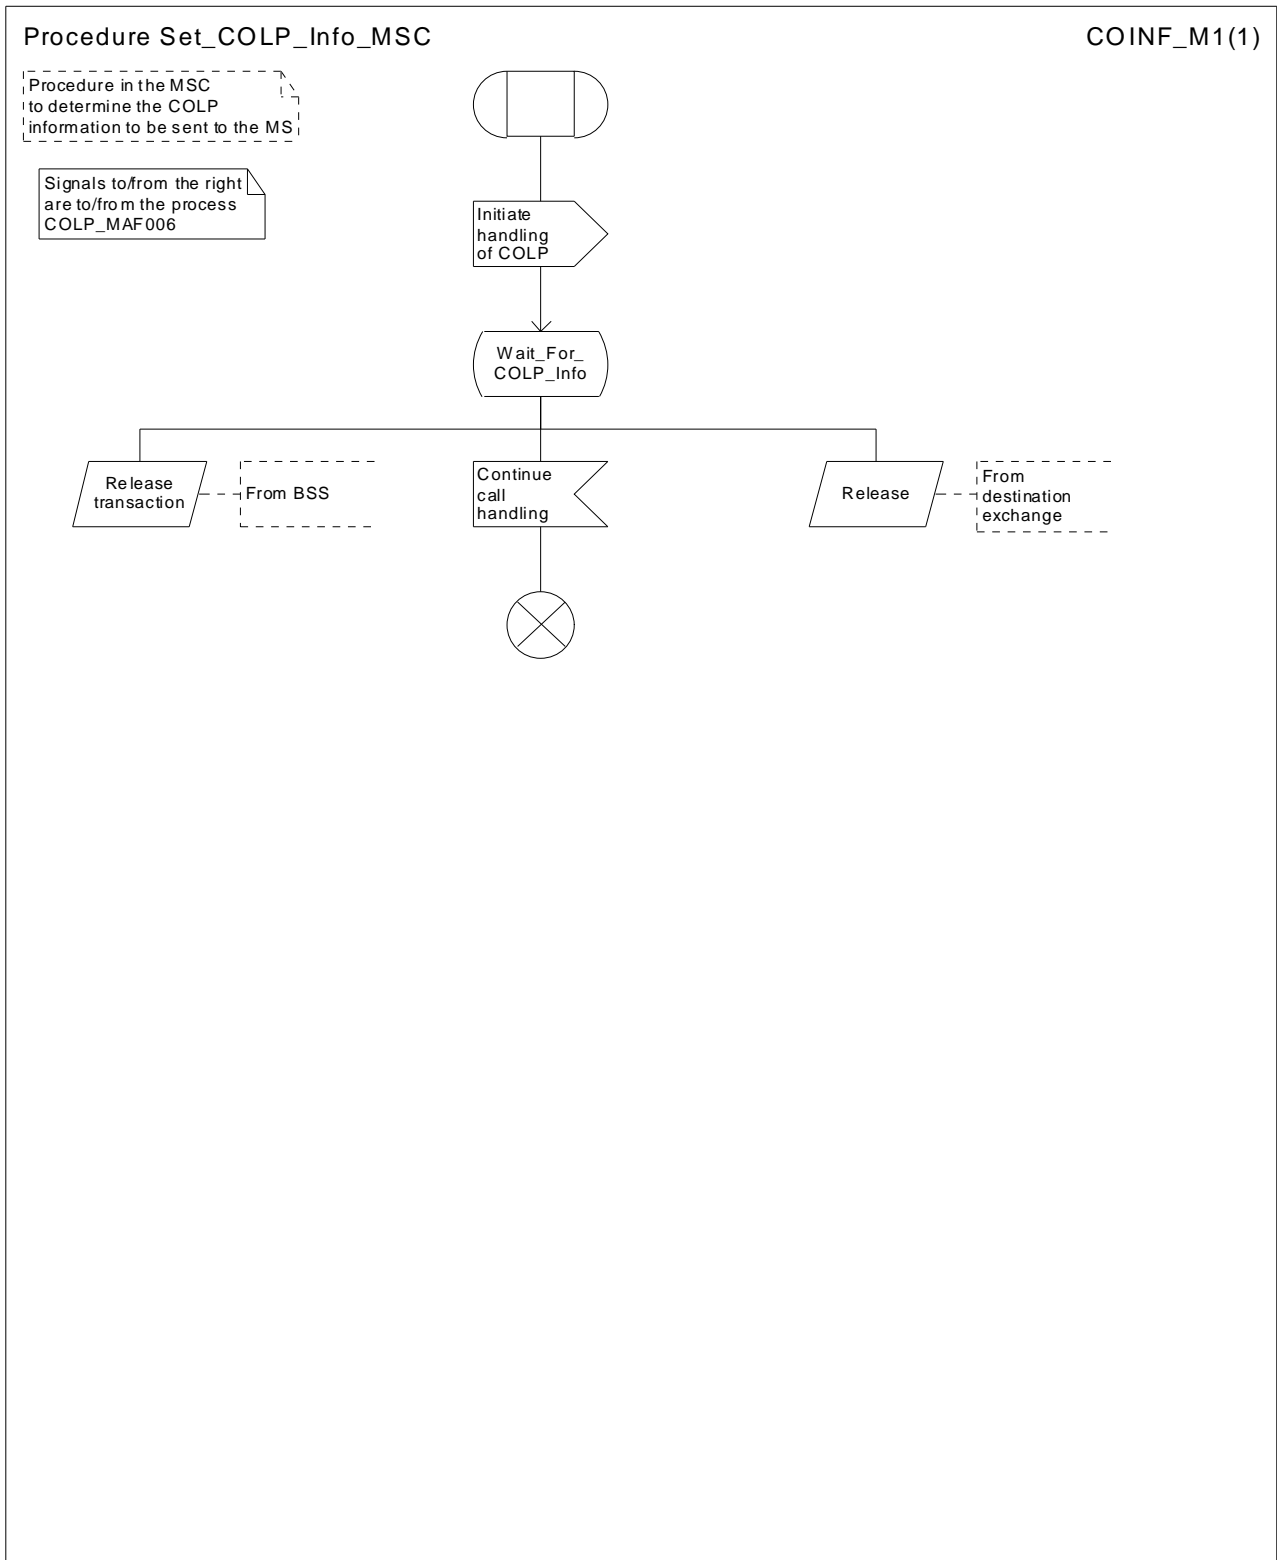 Procedure Set_COLP_Info_MSC
COINF_M1(1)
Procedure in the MSC
to determine the COLP
information to be sent to the MS
Signals to/from the right
are to/from the process
COLP_MAF006
Initiate
handling
of COLP
Wait_For_
COLP_Info
Release
transaction
From BSS
Continue
call
handling
Release
From
destination
exchange